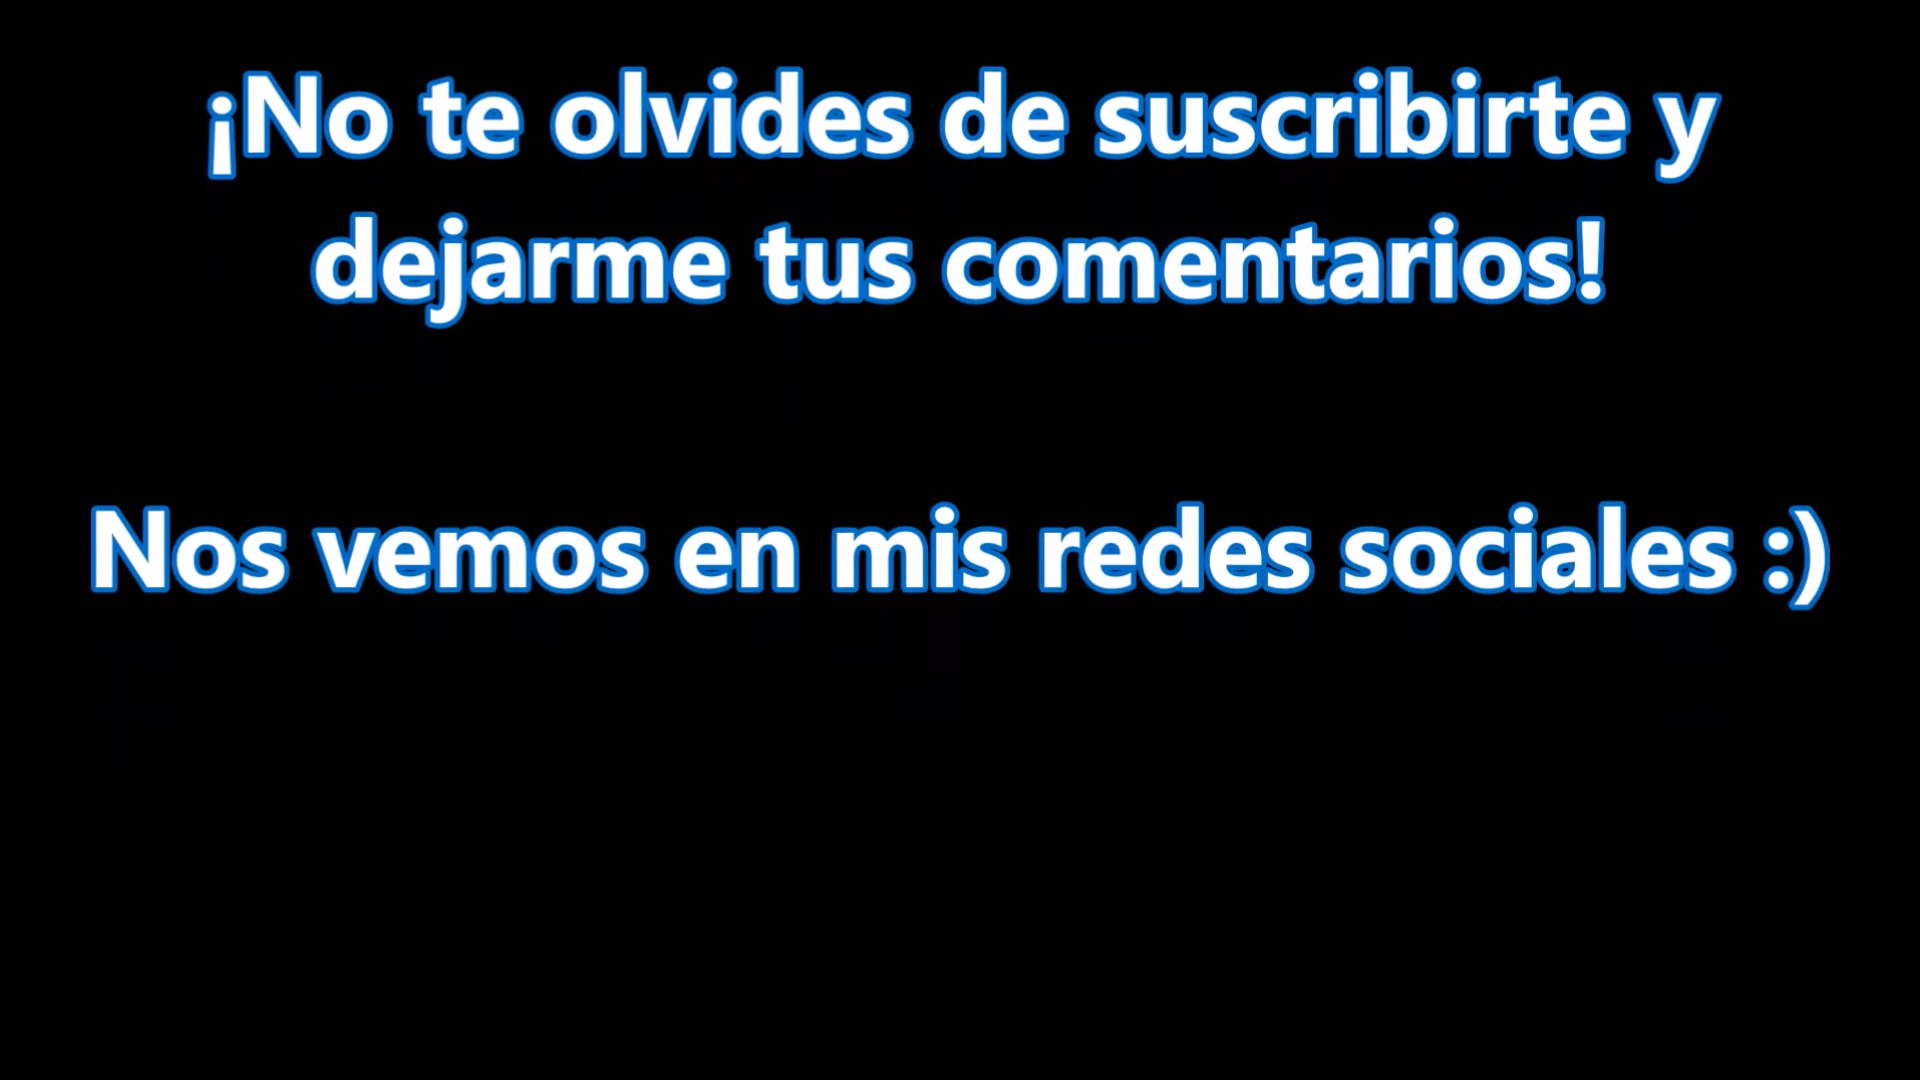 ¡No te olvides de suscribirte y
dejarme tus comentarios!
Nos vemos en mis redes sociales :)